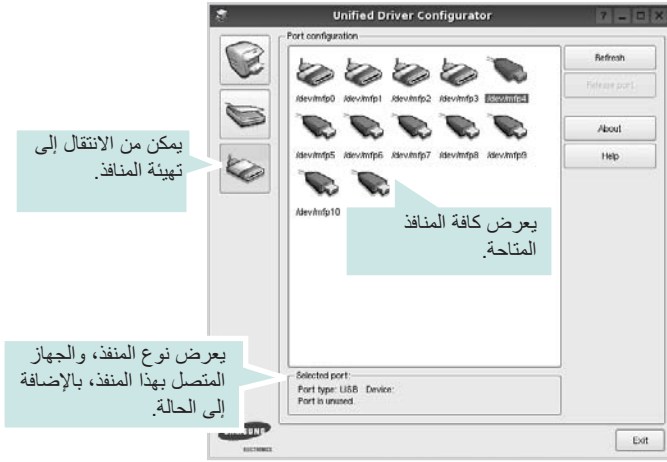 Unified Driver Configurator
Port configuration
/dev/mfp0 /dev/mfp1 /dev/mfp2 /dev/mfp3 /dev/mfp4
/dev/mfp5 /dev/mfp6 /dev/mfp7 /dev/mfp8 /dev/mfp9
/dev/mfp10
Refresh
Release port
About
Help
يمكن من الانتقال إلى
تهيئة المنافذ.
يعرض كافة المنافذ
المتاحة.
يعرض نوع المنفذ، والجهاز
المتصل بهذا المنفذ، بالإضافة
إلى الحالة.
Selected port:
Port type: USB Device:
Port is unused.
ELECTRONICS
Exit